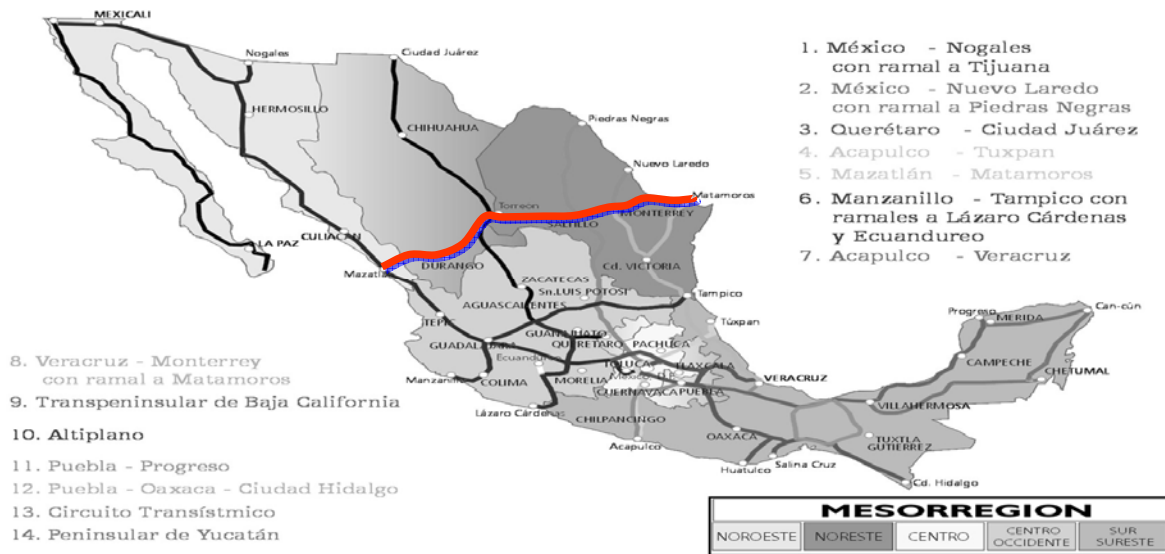 MEXICALI
Nogales
Ciudad Juárez
HERMOSILLO
CHIHUAHUA
Piedras Negras
Nuevo Laredo
Matamoros
Torreón
MONTERREY
SALTILLO
CULIACÁN
LA PAZ
Mazatlán
DURANGO
Cd. VICTORIA
ZACATECAS
Sn.LUIS POTOSÍ
Tampico
AGUASCALIENTES
TEPIC
Túxpan
GUANAJUATO
GUADALAJARA
QUERÉTARO
PACHUCA
Ecuandureo
TOLUCA
TLAXCALA
Manzanillo
COLIMA
MORELIA
México D.F.
VERACRUZ
CUERNAVACA
PUEBLA
Lázaro Cárdenas
CHILPANCINGO
Acapulco
OAXACA
Huatulco
Salina Cruz
VILLAHERMOSA
TUXTLA
GUTIERREZ
Cd. Hidalgo
Progreso
MERIDA
Can-cún
CAMPECHE
CHETUMAL
1. México - Nogales
con ramal a Tijuana
2. México - Nuevo Laredo
con ramal a Piedras Negras
3. Querétaro - Ciudad Juárez
4. Acapulco - Tuxpan
5. Mazatlán - Matamoros
6. Manzanillo - Tampico con
ramales a Lázaro Cárdenas
y Ecuandureo
7. Acapulco - Veracruz
8. Veracruz - Monterrey
con ramal a Matamoros
9. Transpeninsular de Baja California
10. Altiplano
11. Puebla - Progreso
12. Puebla - Oaxaca - Ciudad Hidalgo
13. Circuito Transístmico
14. Peninsular de Yucatán
MESORREGION
NOROESTE
NORESTE
CENTRO
CENTRO
OCCIDENTE
SUR
SURESTE